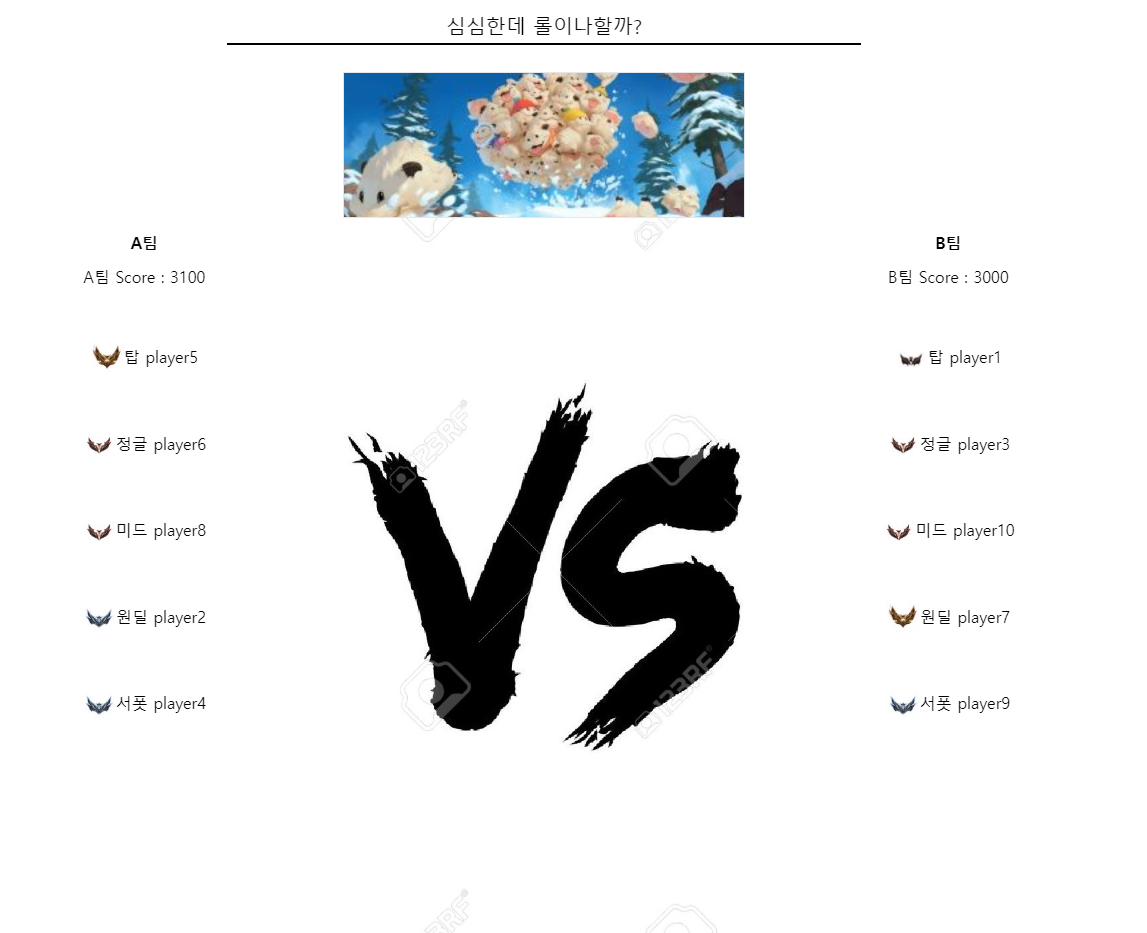 심심한데 롤이나할까?
A팀
A팀 Score : 3100
탑 player5
정글 player6
미드 player8
원딜 player2
서폿 player4
VS
B팀
B팀 Score : 3000
탑 player1
정글 player3
미드 player10
원딜 player7
서폿 player9
123RF
123RF
123RF